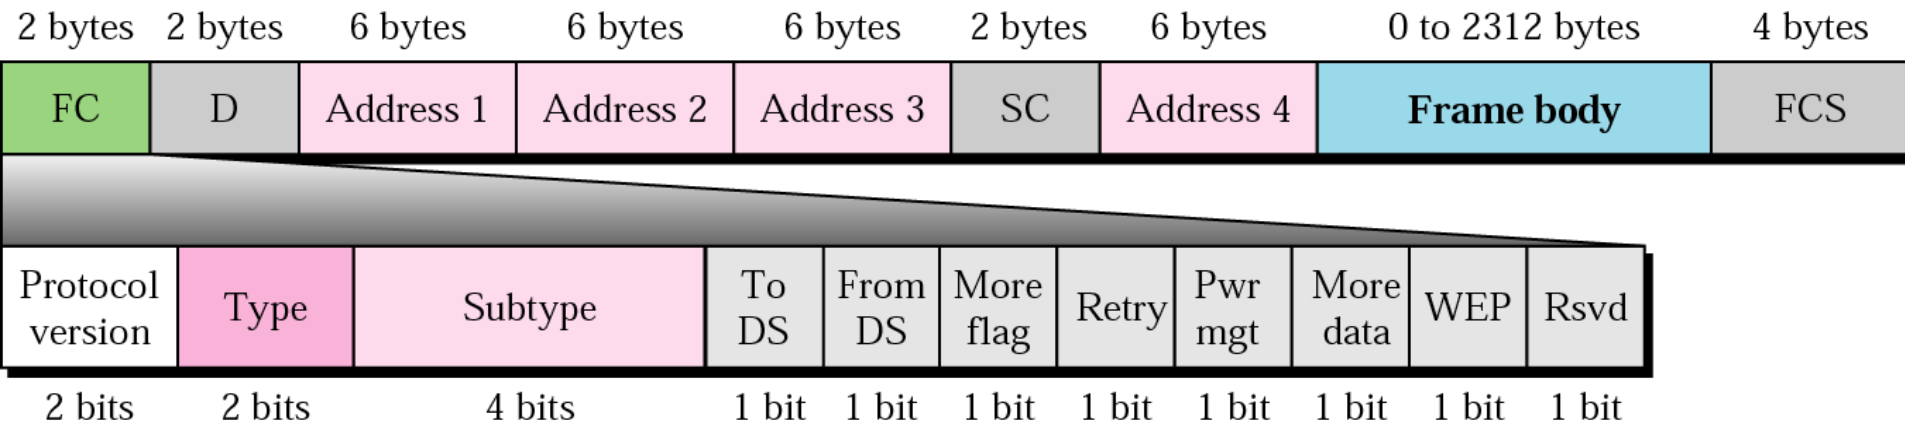 2 bytes 2 bytes 6 bytes 6 bytes 6 bytes 2 bytes 6 bytes 0 to 2312 bytes 4 bytes
FC D Address 1 Address 2 Address 3 SC Address 4 Frame body FCS
Protocol version Type Subtype To DS From DS More flag Retry Pwr mgt More data WEP Rsvd
2 bits 2 bits 4 bits 1 bit 1 bit 1 bit 1 bit 1 bit 1 bit 1 bit 1 bit